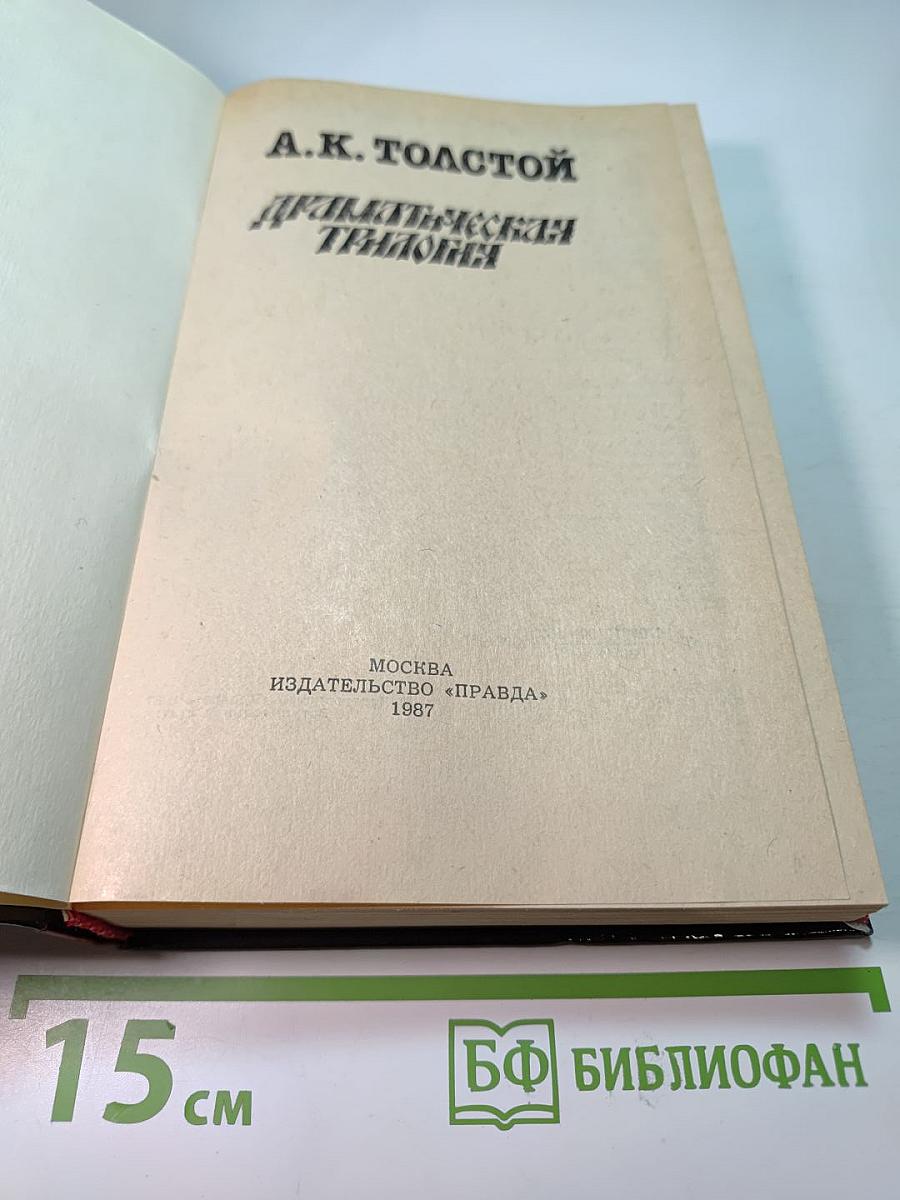 А. К. ТОЛСТОЙ
ДРАМАТИЧЕСКАЯ
ТРИЛОГИЯ
МОСКВА
ИЗДАТЕЛЬСТВО «ПРАВДА»
1987
15 см
БФ БИБЛИОФАН